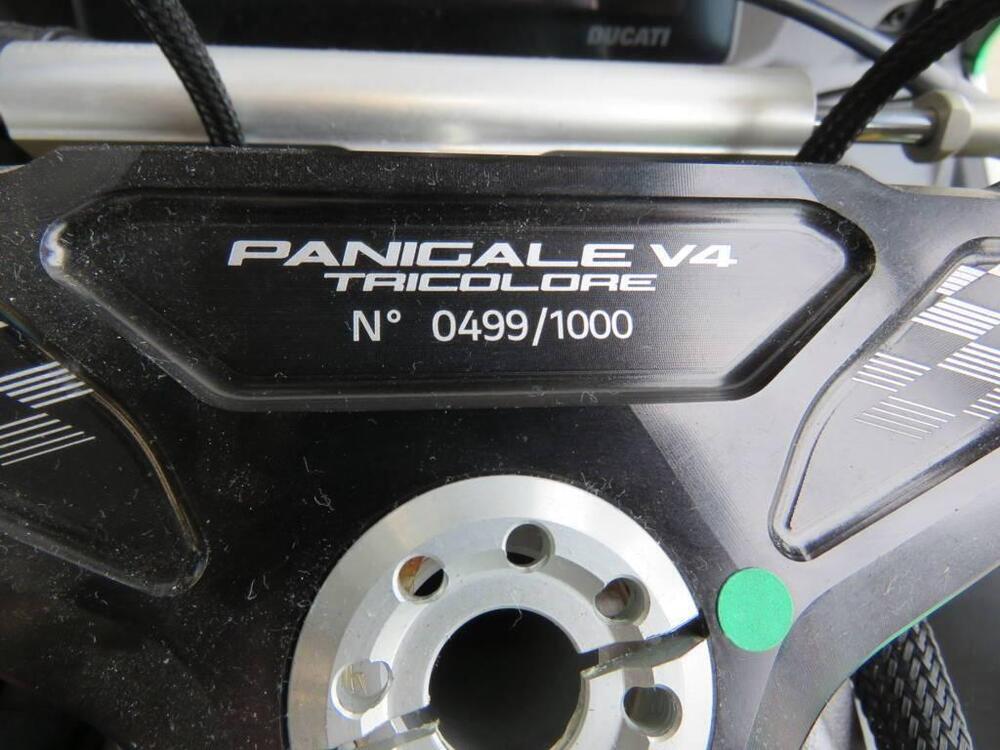 DUCATI
PANIGALE V4
TRICOLORE
N° 0499/1000